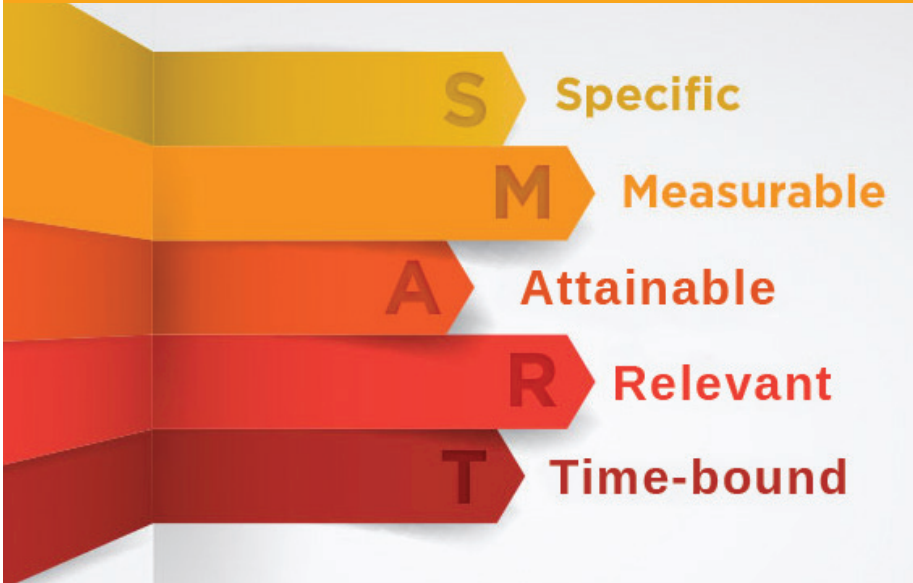 S Specific
M Measurable
A Attainable
R Relevant
T Time-bound